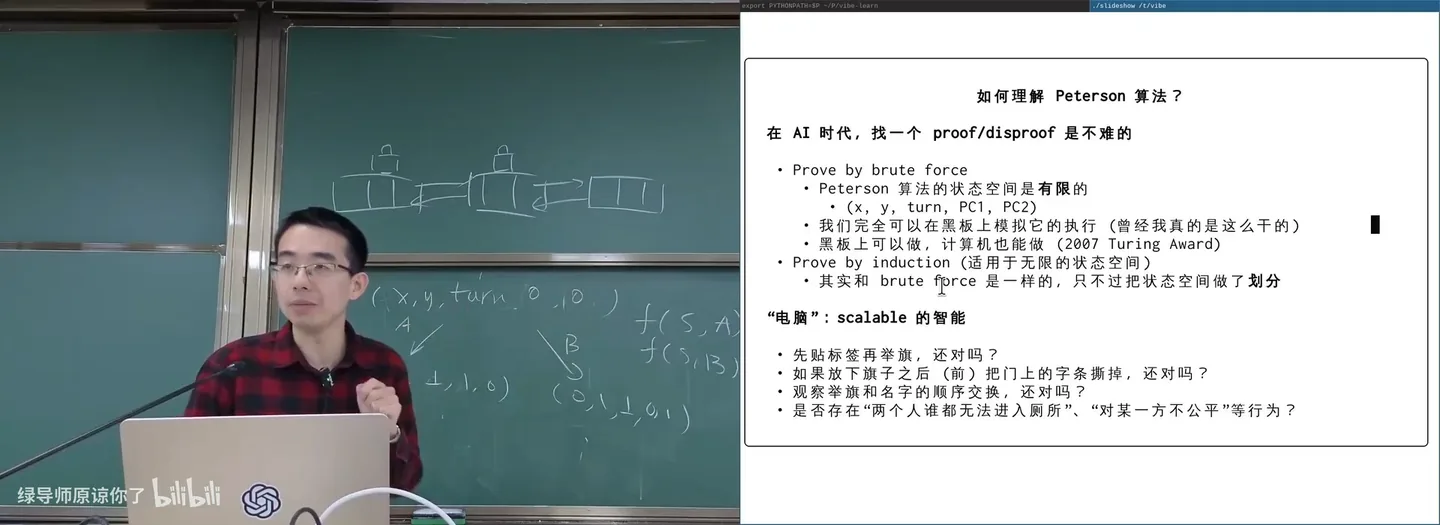 export PYTHONPATH=$P ~/P/vibe-learn
./slideshow /t/vibe
如何理解 Peterson 算法？
在 AI 时代，找一个 proof/disproof 是不难的
• Prove by brute force
• Peterson 算法的状态空间是有限的
• (x, y, turn, PC1, PC2)
• 我们完全可以在黑板上模拟它的执行 (曾经我真的是这么干的)
• 黑板上可以做，计算机也能做 (2007 Turing Award)
• Prove by induction (适用于无限的状态空间)
• 其实和 brute force 是一样的，只不过把状态空间做了划分
“电脑”：scalable 的智能
• 先贴标签再举旗，还对吗？
• 如果放下旗子之后 (前) 把门上的字条撕掉，还对吗？
• 观察举旗和名字的顺序交换，还对吗？
• 是否存在“两个人谁都无法进入厕所”、“对某一方不公平”等行为？
(x, y, turn, 0, 0)
A
B
f(S, A)
f(S, B)
1, 1, 0)
(0, 1, 1, 0, 1)
绿导师原谅你了 bilibili